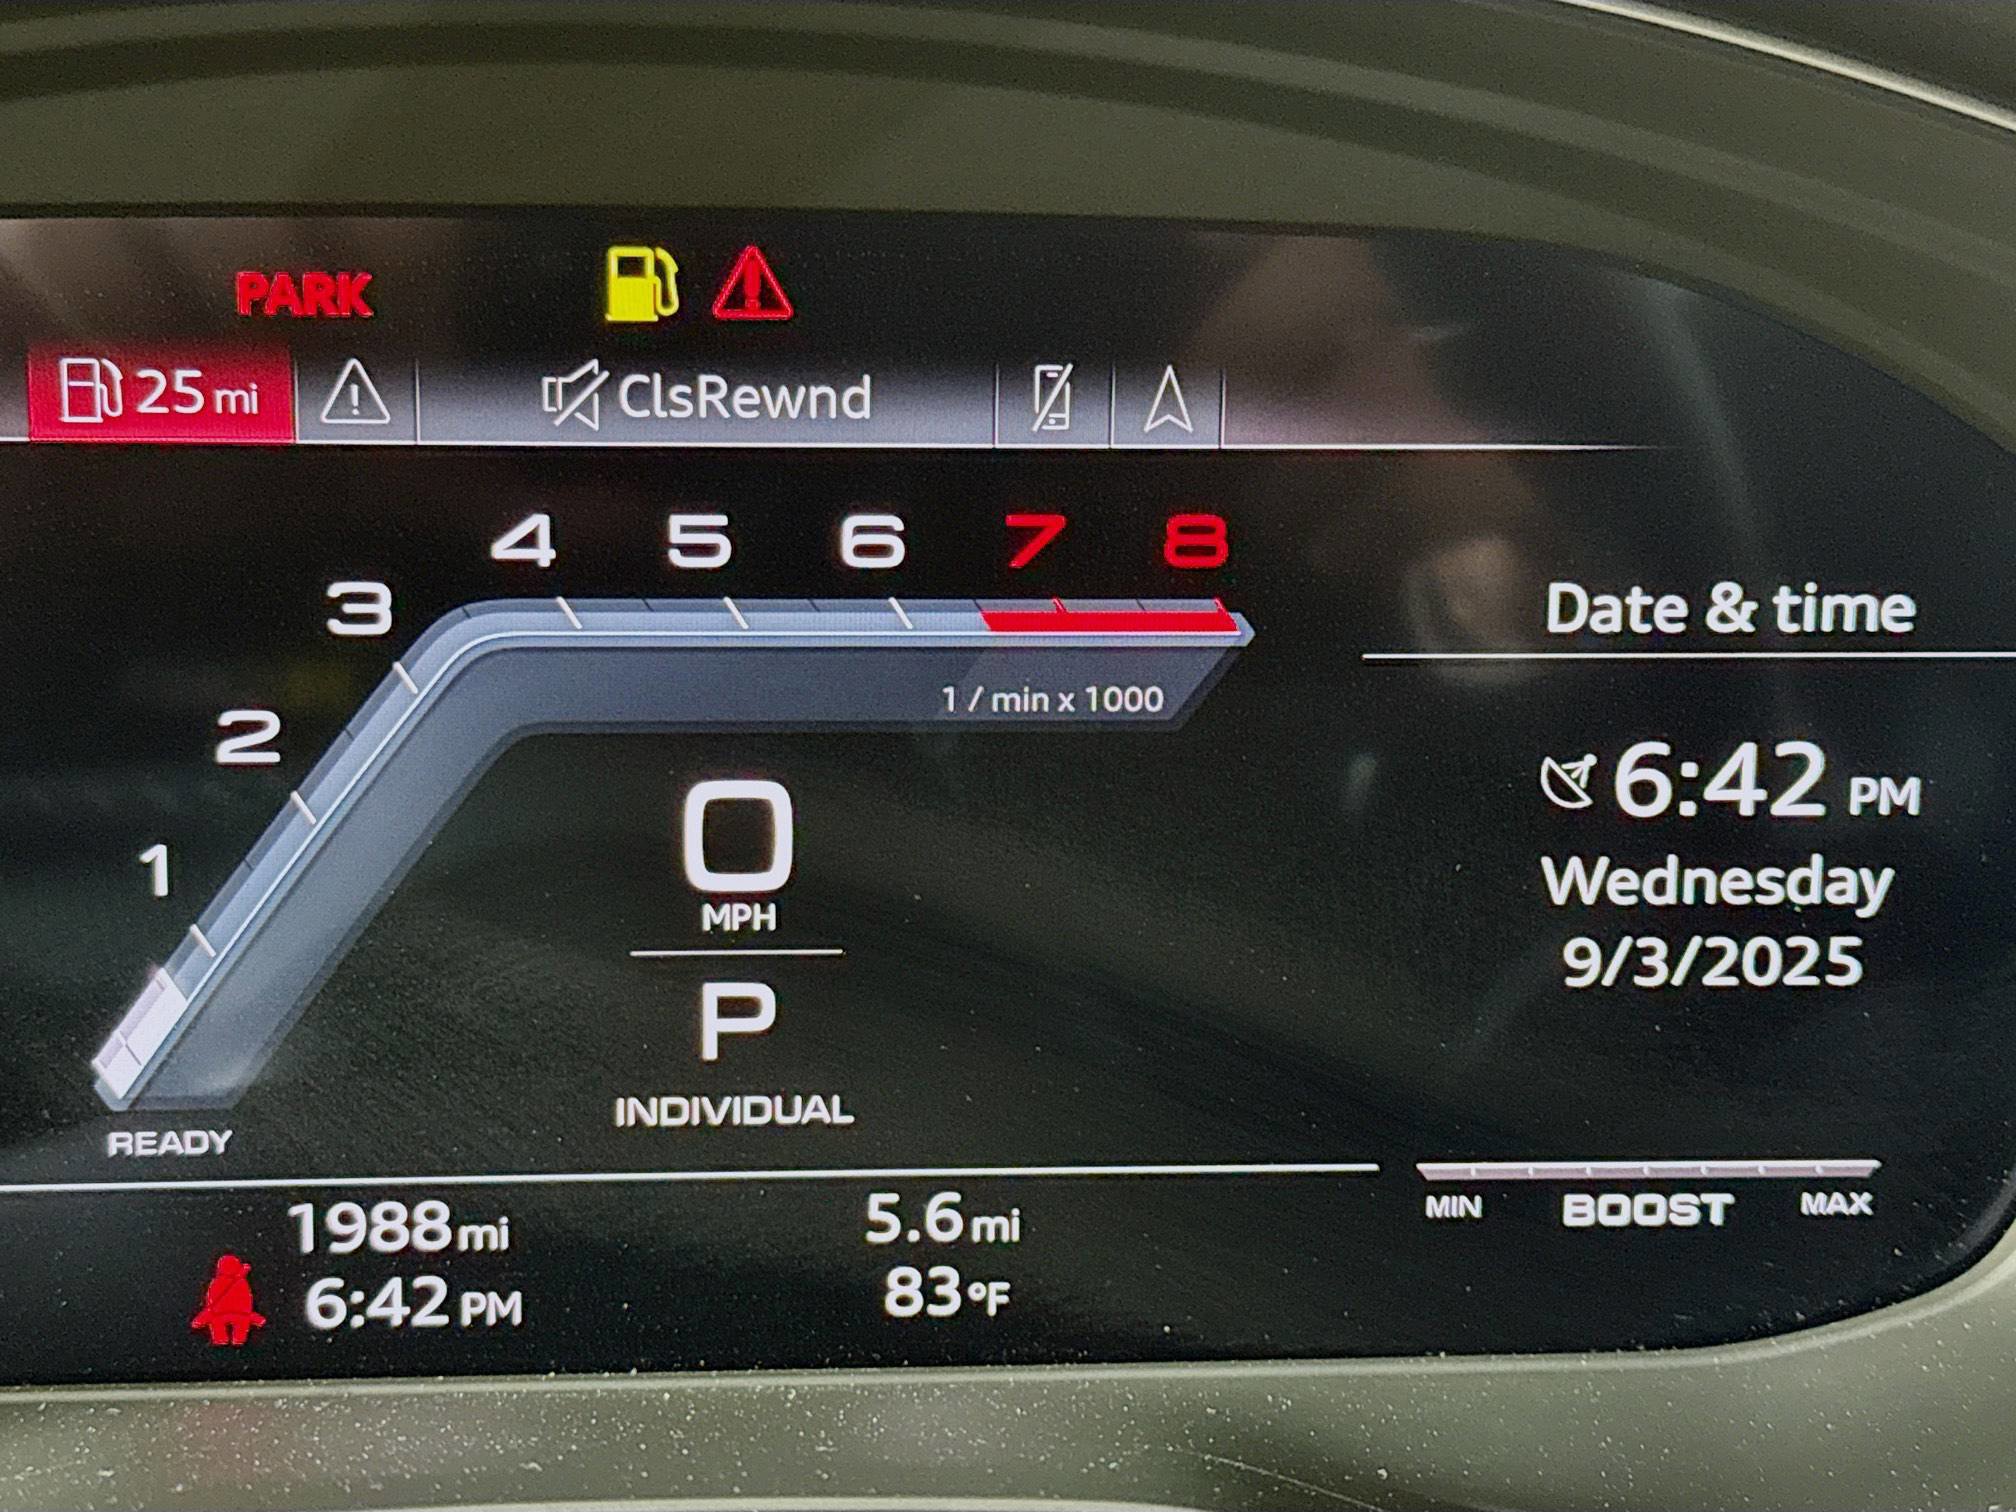 PARK
25 mi
ClsRewnd
4 5 6 7 8
3
2
1
1 / min x 1000
0
MPH
P
INDIVIDUAL
READY
Date & time
6:42 PM
Wednesday
9/3/2025
MIN BOOST MAX
1988 mi 5.6 mi
6:42 PM 83°F